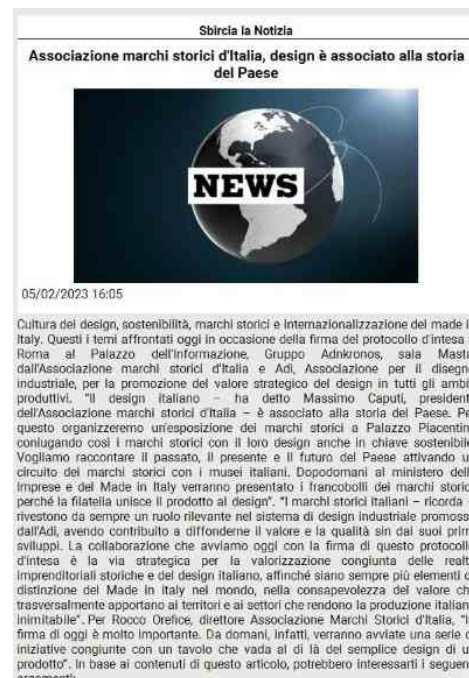 Sbircia la Notizia
Associazione marchi storici d'Italia, design è associato alla storia
del Paese
NEWS
05/02/2023 16:05
Cultura del design, sostenibilità, marchi storici e internazionalizzazione del made i
Italy. Questi i temi affrontati oggi in occasione della firma del protocollo d'intesa
Roma al Palazzo dell'Informazione, Gruppo Adnkronos, sala Mast
dall'Associazione marchi storici d'Italia e Adi, Associazione per il disegn
industriale, per la promozione del valore strategico del design in tutti gli ambi
produttivi. "Il design italiano – ha detto Massimo Caputi, president
dell'Associazione marchi storici d'Italia – è associato alla storia del Paese. Pe
questo organizzeremo un'esposizione dei marchi storici a Palazzo Piacentin
coniugando così i marchi storici con il loro design anche in chiave sostenibil
Vogliamo raccontare il passato, il presente e il futuro del Paese attivando u
circuito dei marchi storici con i musei italiani. Dopodomani al ministero dell
Imprese e del Made in Italy verranno presentato i francobolli dei marchi storic
perché la filatelia unisce il prodotto al design". "I marchi storici italiani – ricorda
rivestono da sempre un ruolo rilevante nel sistema di design industriale promoss
dall'Adi, avendo contribuito a diffonderne il valore e la qualità sin dai suoi prim
sviluppi. La collaborazione che avviamo oggi con la firma di questo protocoll
d'intesa è la via strategica per la valorizzazione congiunta delle realt
imprenditoriali storiche e del design italiano, affinché siano sempre più elementi d
distinzione del Made in Italy nel mondo, nella consapevolezza del valore ch
trasversalmente apportano ai territori e ai settori che rendono la produzione italian
inimitabile". Per Rocco Orefice, direttore Associazione Marchi Storici d'Italia, "l
firma di oggi è molto importante. Da domani, infatti, verranno avviate una serie d
iniziative congiunte con un tavolo che vada al di là del semplice design di u
prodotto". In base ai contenuti di questo articolo, potrebbero interessarti i seguen
argomenti: